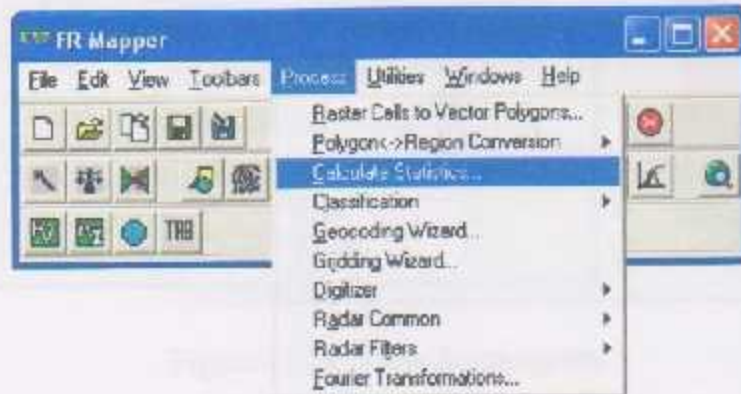 ER Mapper
File Edit View Toolbars Process Utilities Windows Help
Raster Cells to Vector Polygons...
Polygon<->Region Conversion
Calculate Statistics...
Classification
Geocoding Wizard...
Gridding Wizard...
Digitizer
Radar Common
Radar Filters
Fourier Transformations...